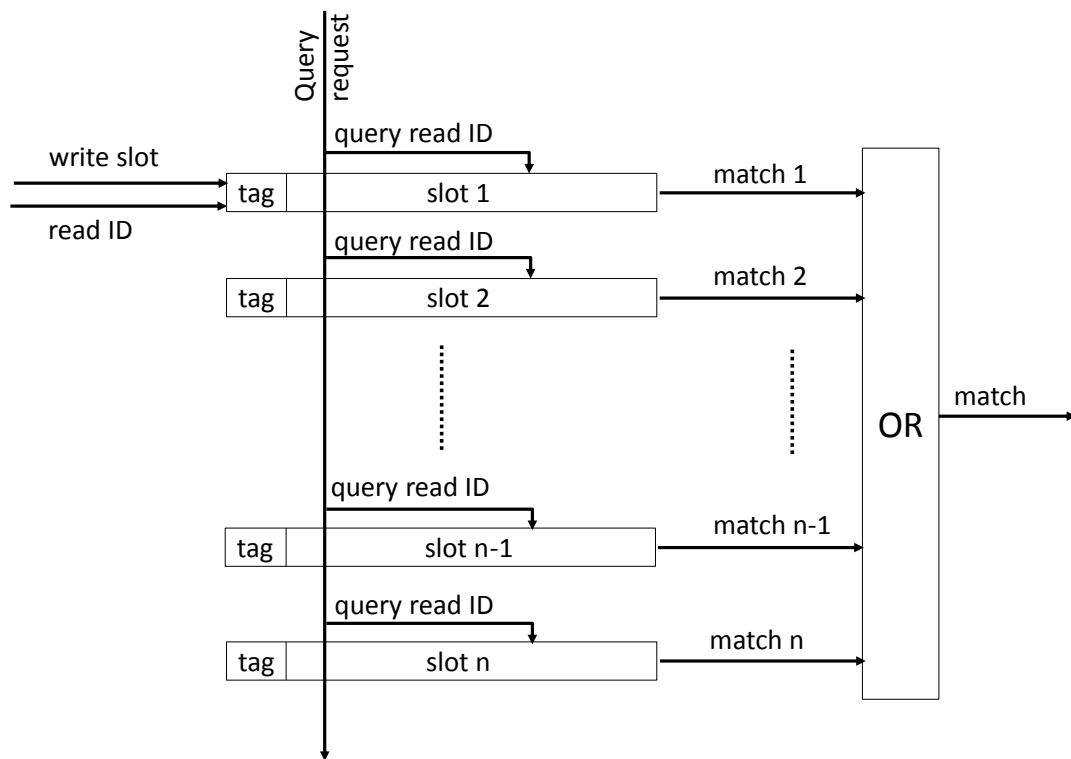 Query
request
query read ID
write slot
tag
slot 1
match 1
read ID
query read ID
tag
slot 2
match 2
OR
match
query read ID
tag
slot n-1
match n-1
query read ID
tag
slot n
match n